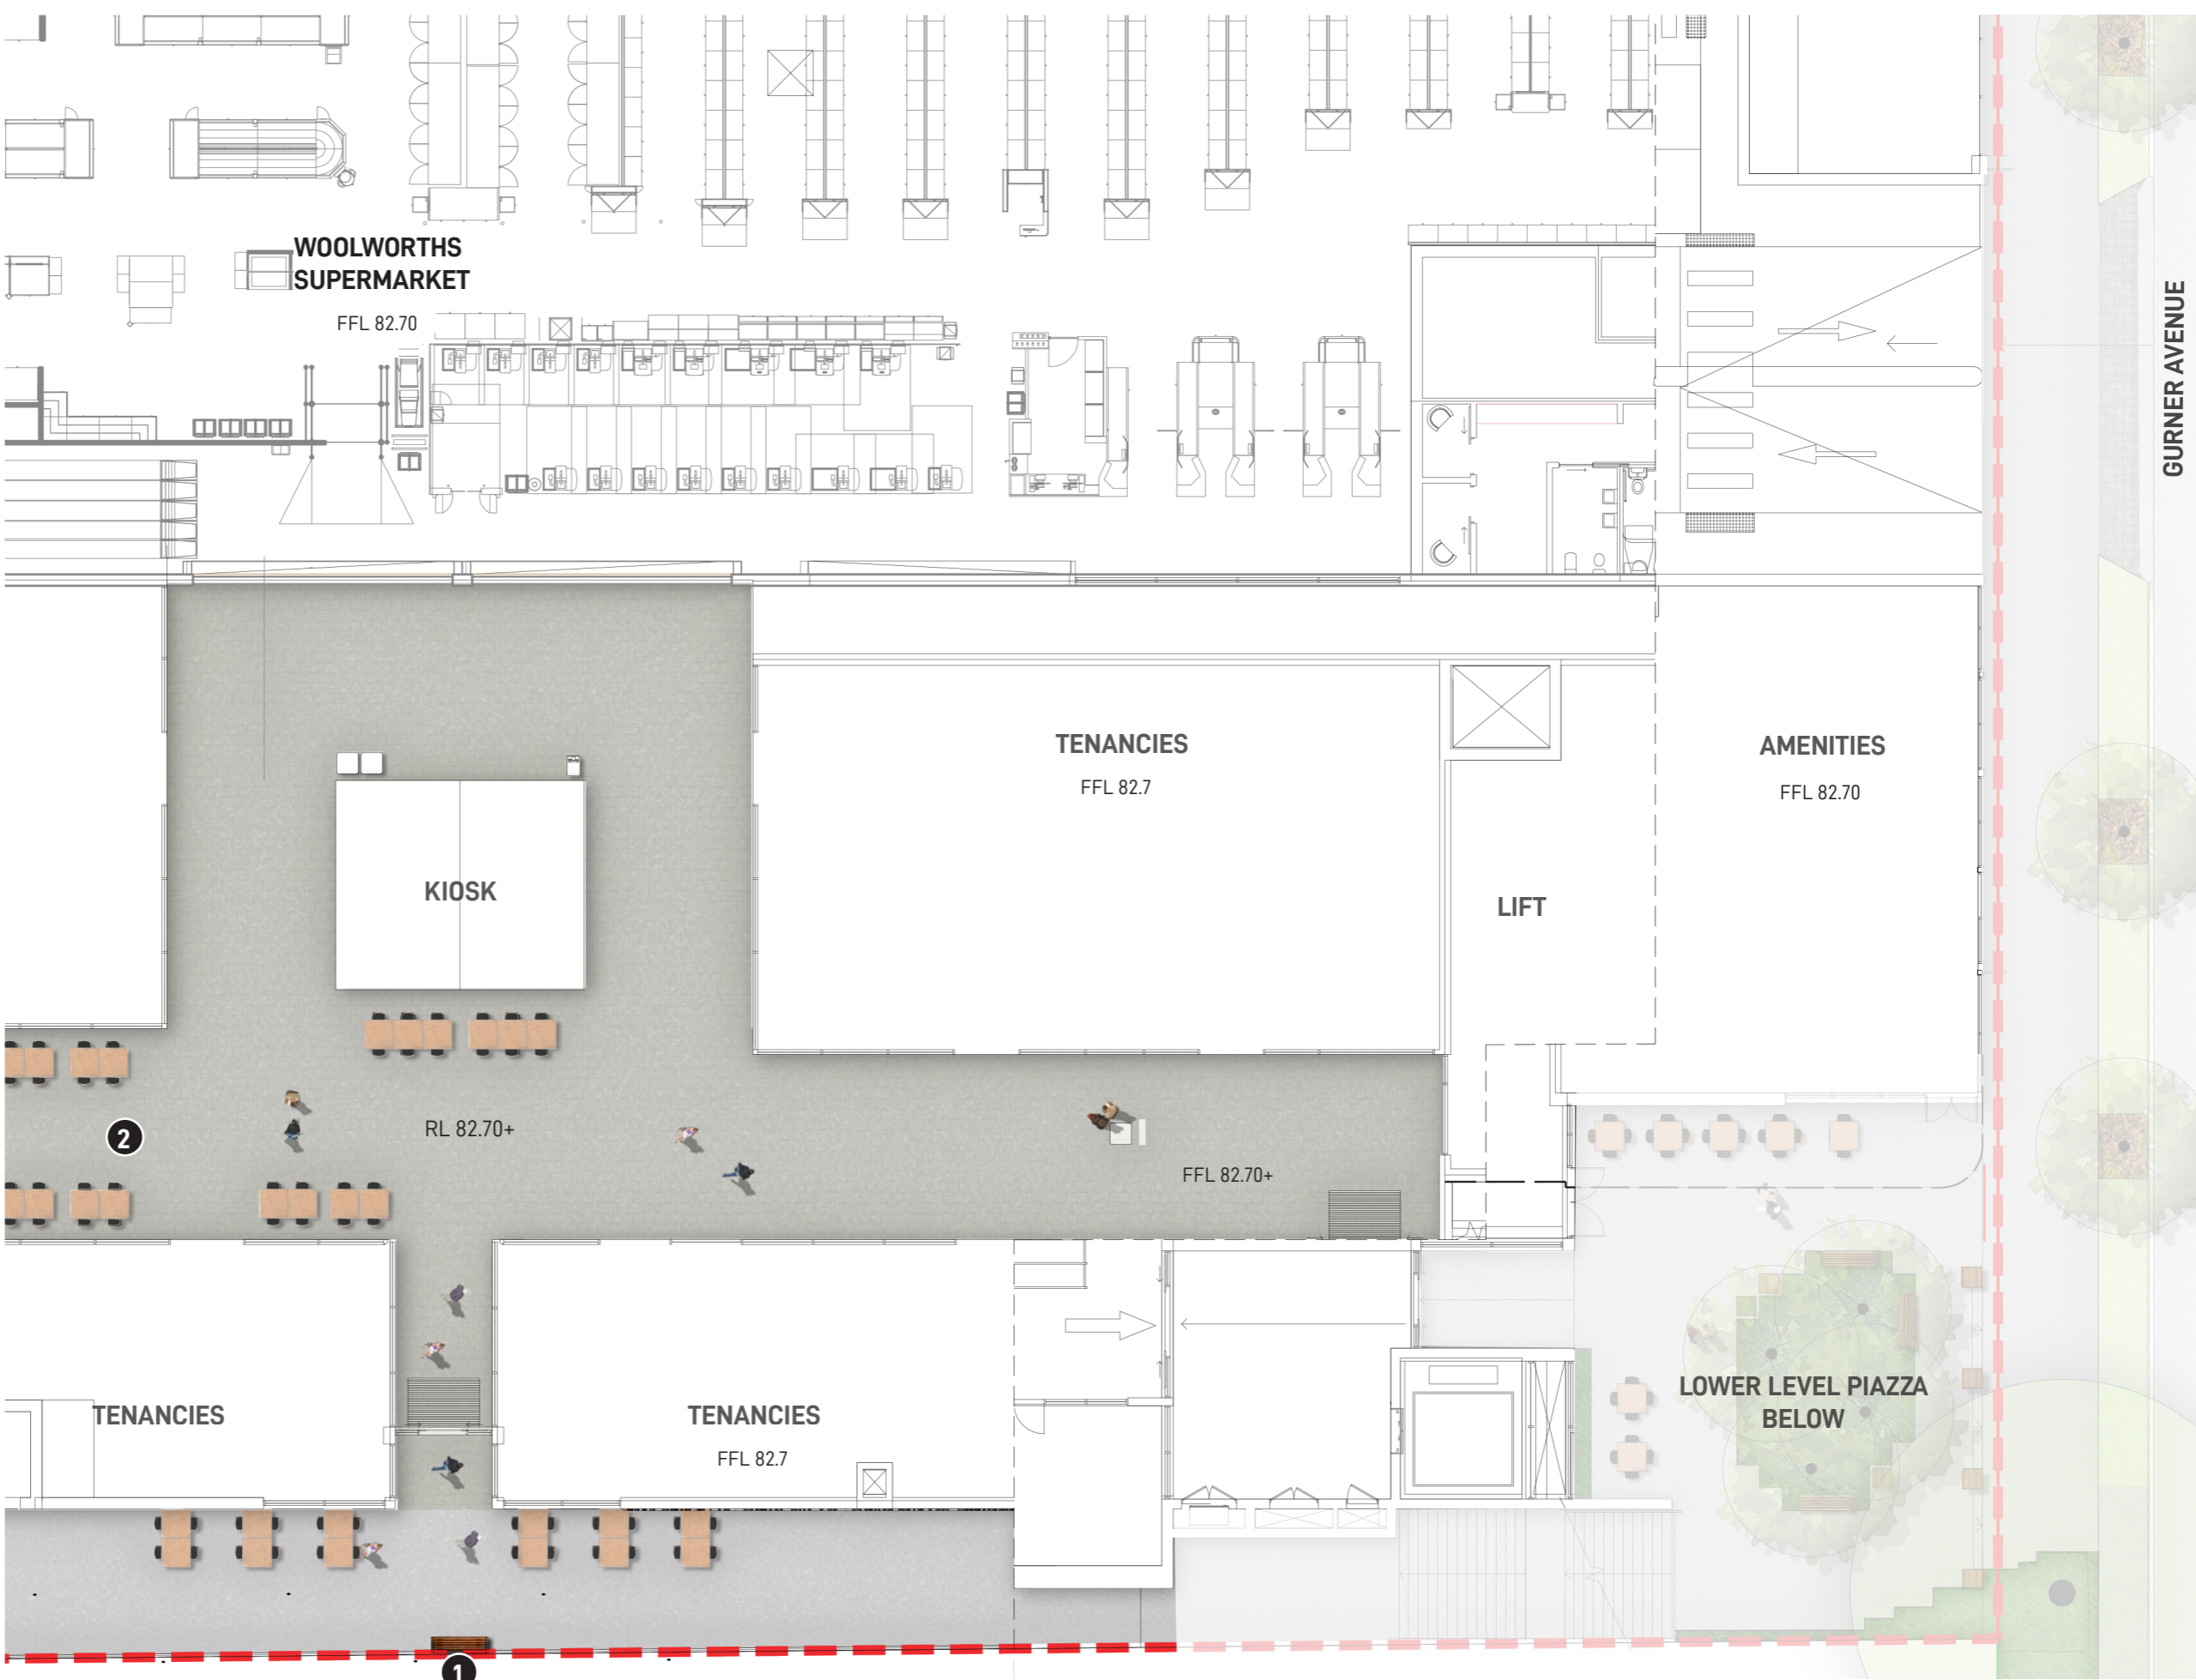 WOOLWORTHS
SUPERMARKET
FFL 82.70
GURNER AVENUE
TENANCIES
FFL 82.7
AMENITIES
FFL 82.70
KIOSK
LIFT
2
RL 82.70+
FFL 82.70+
TENANCIES
TENANCIES
FFL 82.7
LOWER LEVEL PIAZZA
BELOW
1